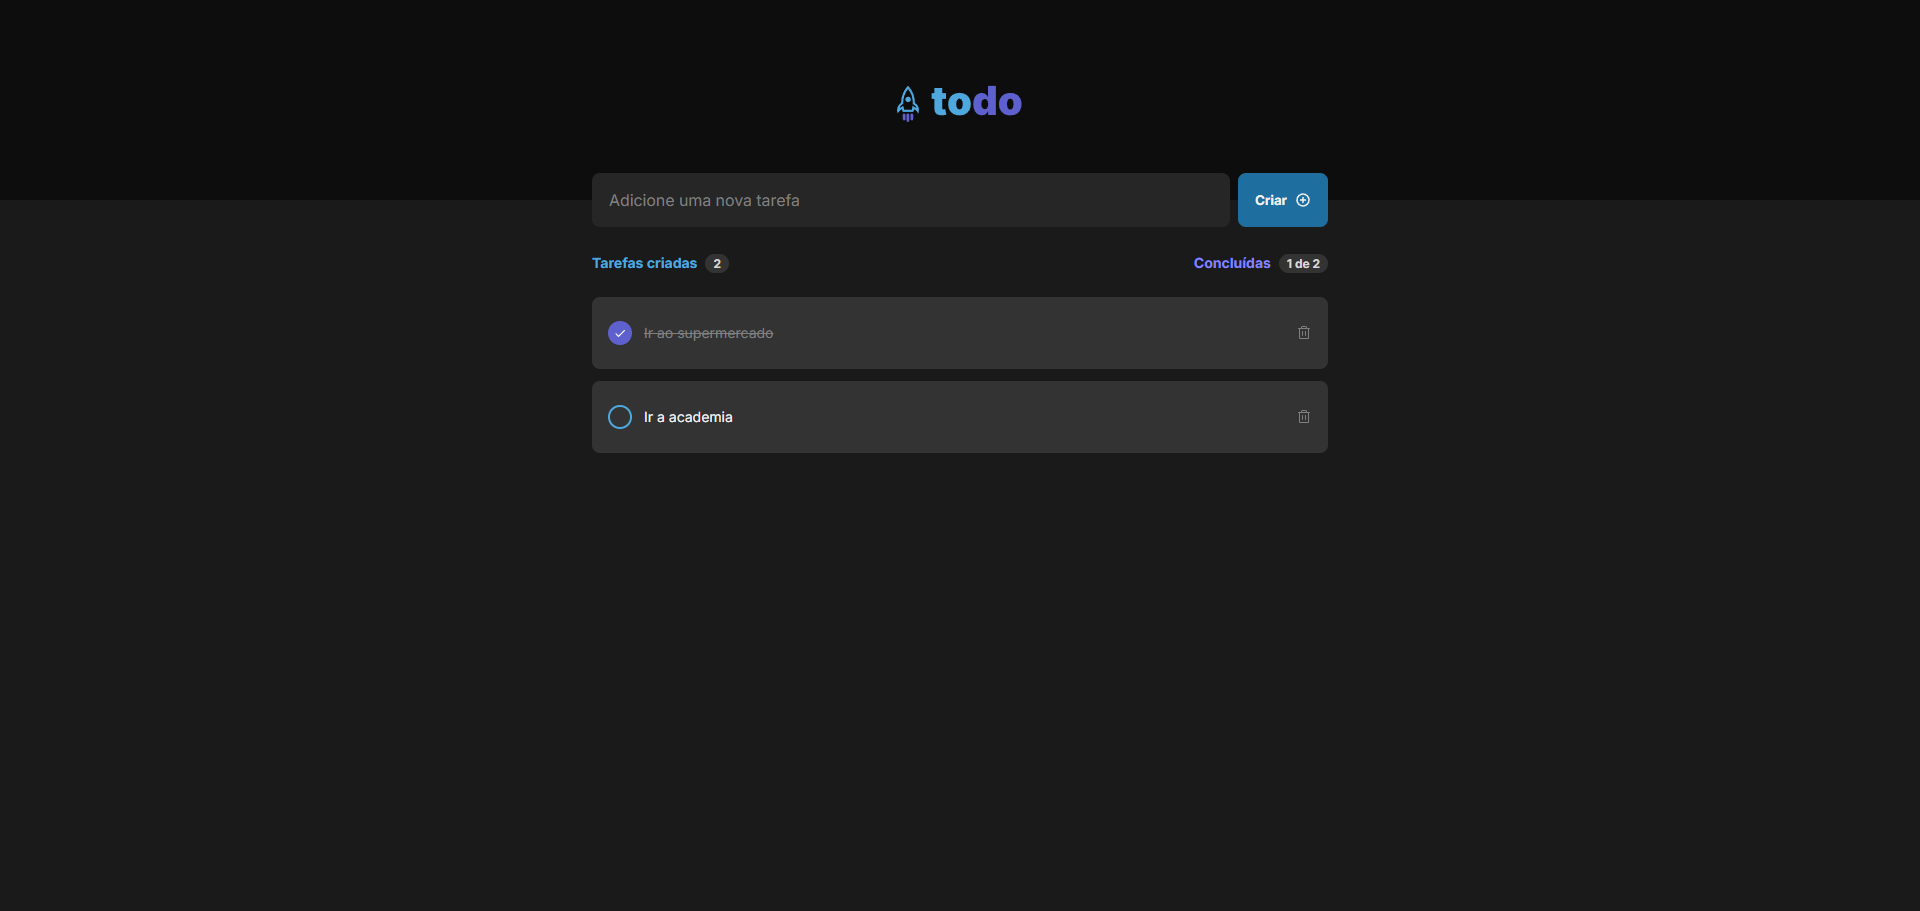 todo
Adicione uma nova tarefa
Criar
Tarefas criadas 2
Concluídas 1 de 2
Ir ao supermercado
Ir a academia